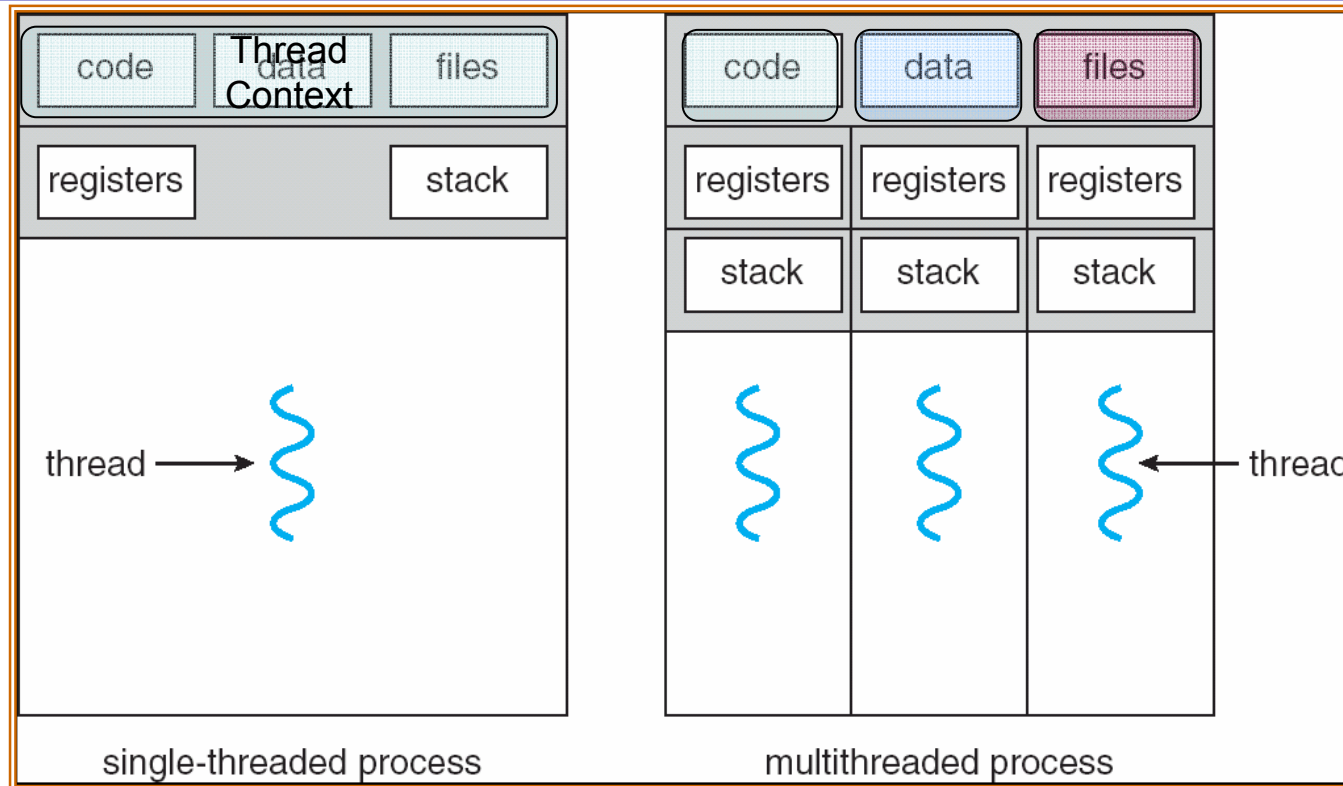 code data files
Thread
Context
registers stack
thread
single-threaded process
code data files
registers registers registers
stack stack stack
thread
multithreaded process